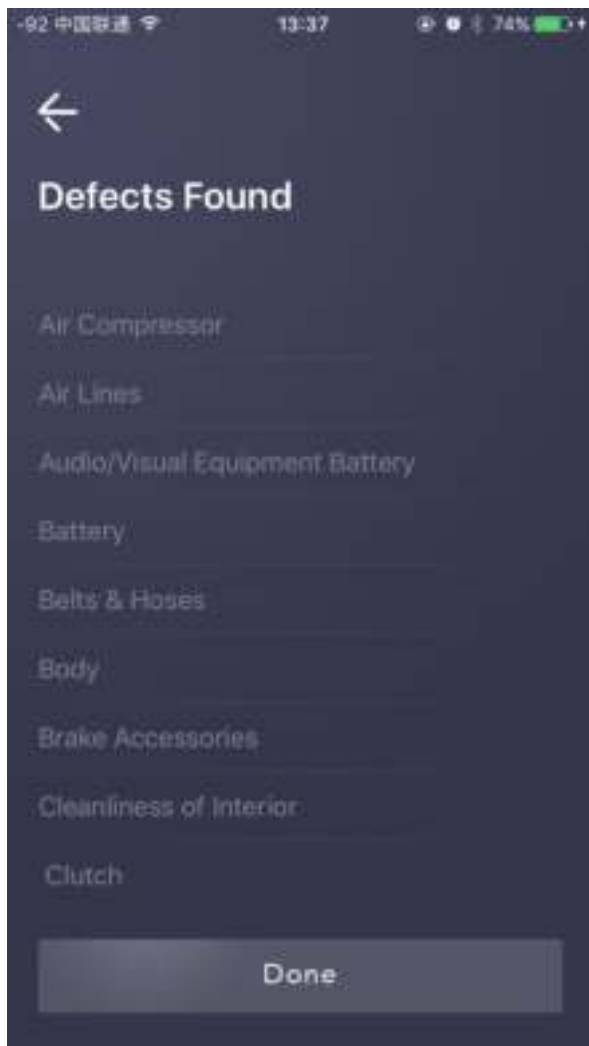 -92 中国联通 13:37 74%
Defects Found
Air Compressor
Air Lines
Audio/Visual Equipment Battery
Battery
Belts & Hoses
Body
Brake Accessories
Cleanliness of Interior
Clutch
Done